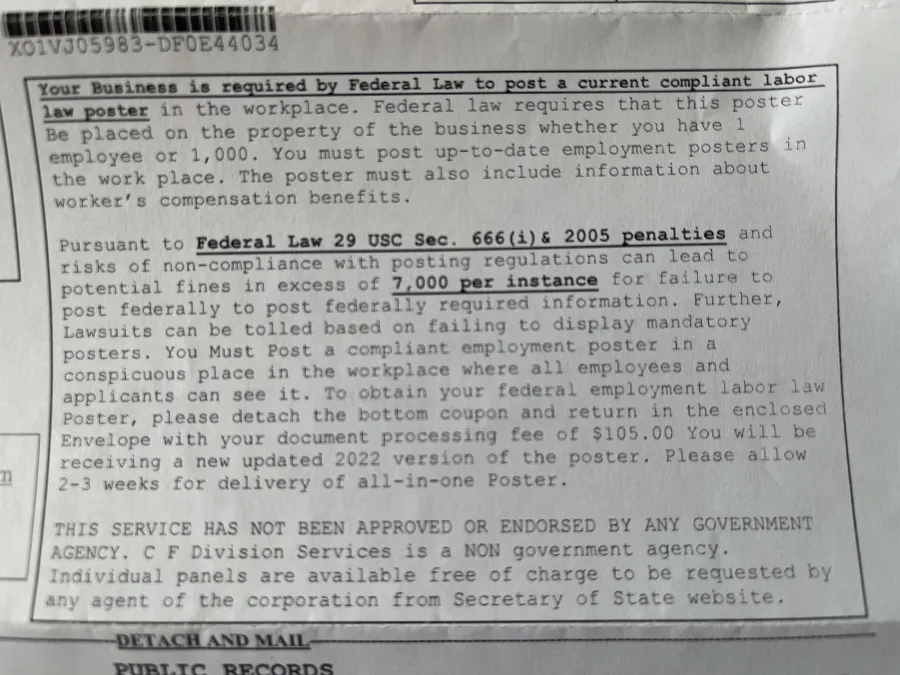 X01VJ05983-DF0E44034
Your Business is required by Federal Law to post a current compliant labor
law poster in the workplace. Federal law requires that this poster
Be placed on the property of the business whether you have 1
employee or 1,000. You must post up-to-date employment posters in
the work place. The poster must also include information about
worker's compensation benefits.
Pursuant to Federal Law 29 USC Sec. 666(i)& 2005 penalties and
risks of non-compliance with posting regulations can lead to
potential fines in excess of 7,000 per instance for failure to
post federally to post federally required information. Further,
Lawsuits can be tolled based on failing to display mandatory
posters. You Must Post a compliant employment poster in a
conspicuous place in the workplace where all employees and
applicants can see it. To obtain your federal employment labor law
Poster, please detach the bottom coupon and return in the enclosed
Envelope with your document processing fee of $105.00 You will be
receiving a new updated 2022 version of the poster. Please allow
2-3 weeks for delivery of all-in-one Poster.
THIS SERVICE HAS NOT BEEN APPROVED OR ENDORSED BY ANY GOVERNMENT
AGENCY. C F Division Services is a NON government agency.
Individual panels are available free of charge to be requested by
any agent of the corporation from Secretary of State website.
DETACH AND MAIL
PUBLIC RECORDS